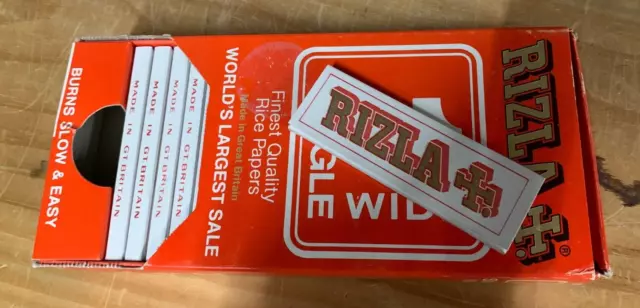 RIZLA
®
RIZLA
GLE WID
Finest Quality
Rice Papers
Made in Great Britain
WORLD'S LARGEST SALE
MADE IN GT. BRITAIN
MADE IN GT. BRITAIN
MADE IN GT. BRITAIN
MADE IN GT. BRITAIN
BURNS SLOW & EASY